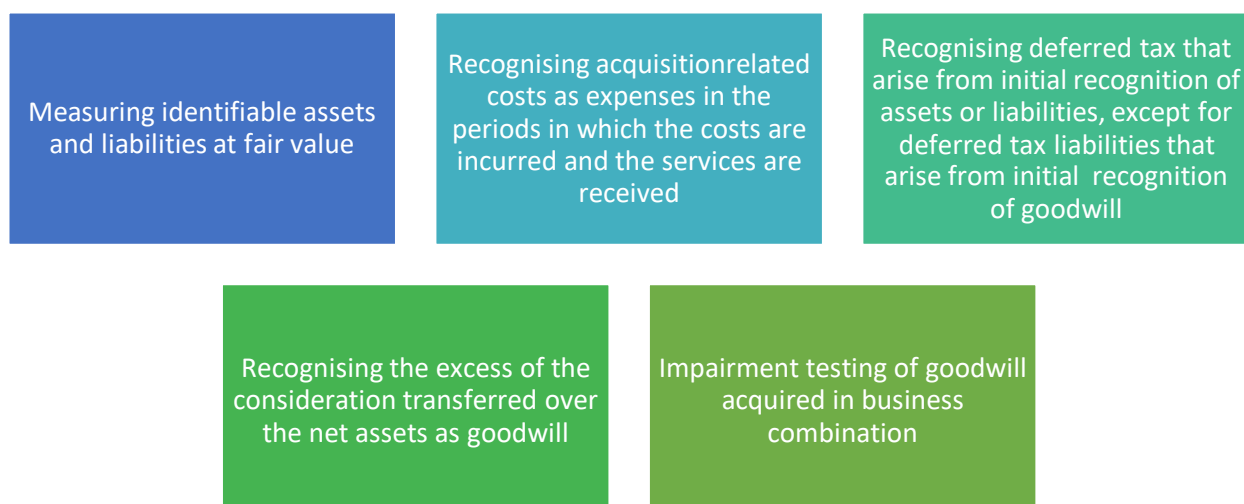 Measuring identifiable assets
and liabilities at fair value
Recognising acquisitionrelated
costs as expenses in the
periods in which the costs are
incurred and the services are
received
Recognising deferred tax that
arise from initial recognition of
assets or liabilities, except for
deferred tax liabilities that
arise from initial  recognition
of goodwill
Recognising the excess of the
consideration transferred over
the net assets as goodwill
Impairment testing of goodwill
acquired in business
combination